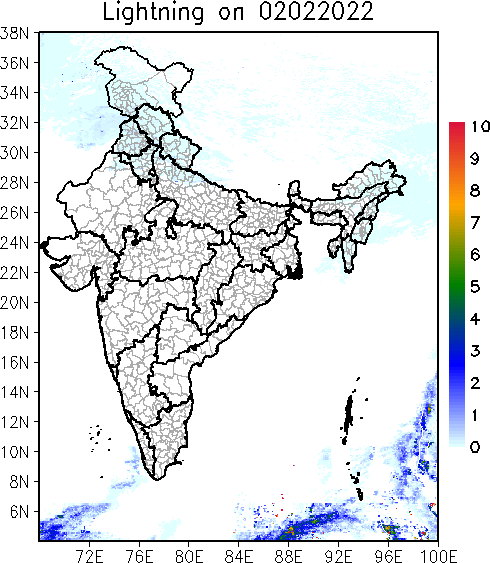 Lightning on 02022022
38N
36N
34N
32N
30N
28N
26N
24N
22N
20N
18N
16N
14N
12N
10N
8N
6N
72E 76E 80E 84E 88E 92E 96E 100E
10
9
8
7
6
5
4
3
2
1
0